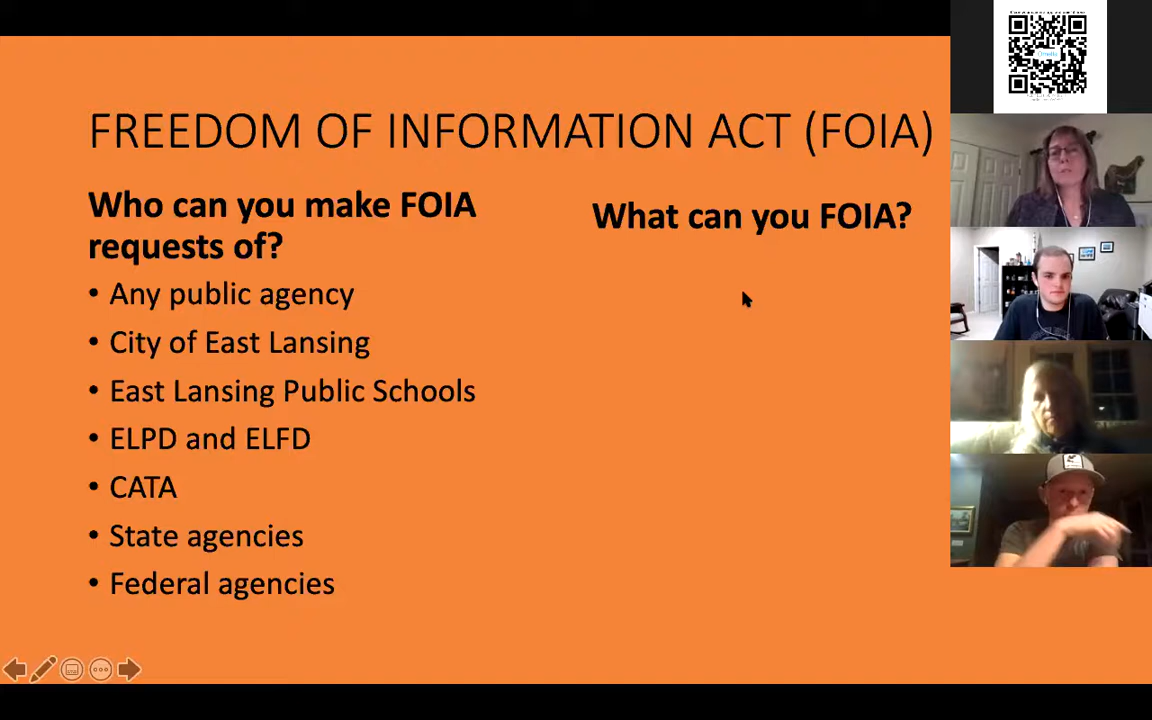 FREEDOM OF INFORMATION ACT (FOIA)
Who can you make FOIA
requests of?
• Any public agency
• City of East Lansing
• East Lansing Public Schools
• ELPD and ELFD
• CATA
• State agencies
• Federal agencies
What can you FOIA?